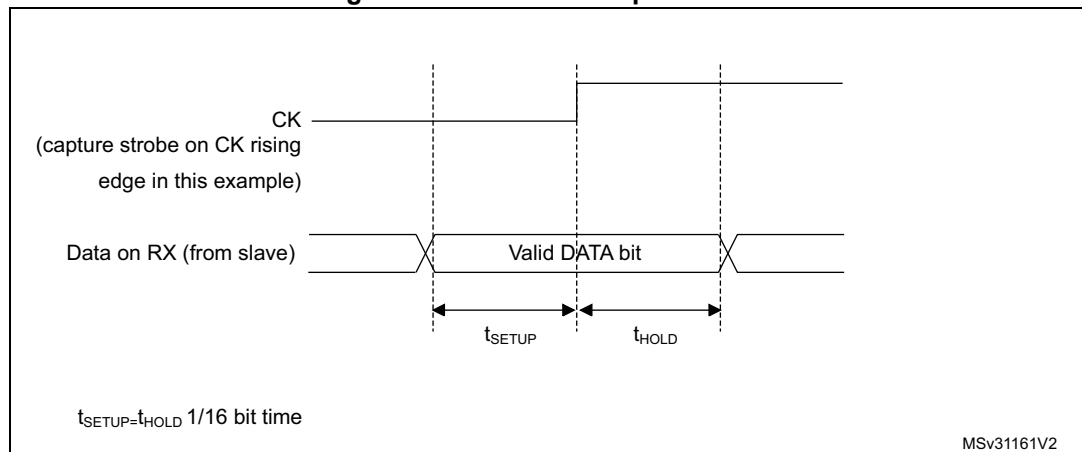 CK
(capture strobe on CK rising
edge in this example)
Data on RX (from slave)
Valid DATA bit
tSETUP
tHOLD
tSETUP=tHOLD 1/16 bit time
MSv31161V2